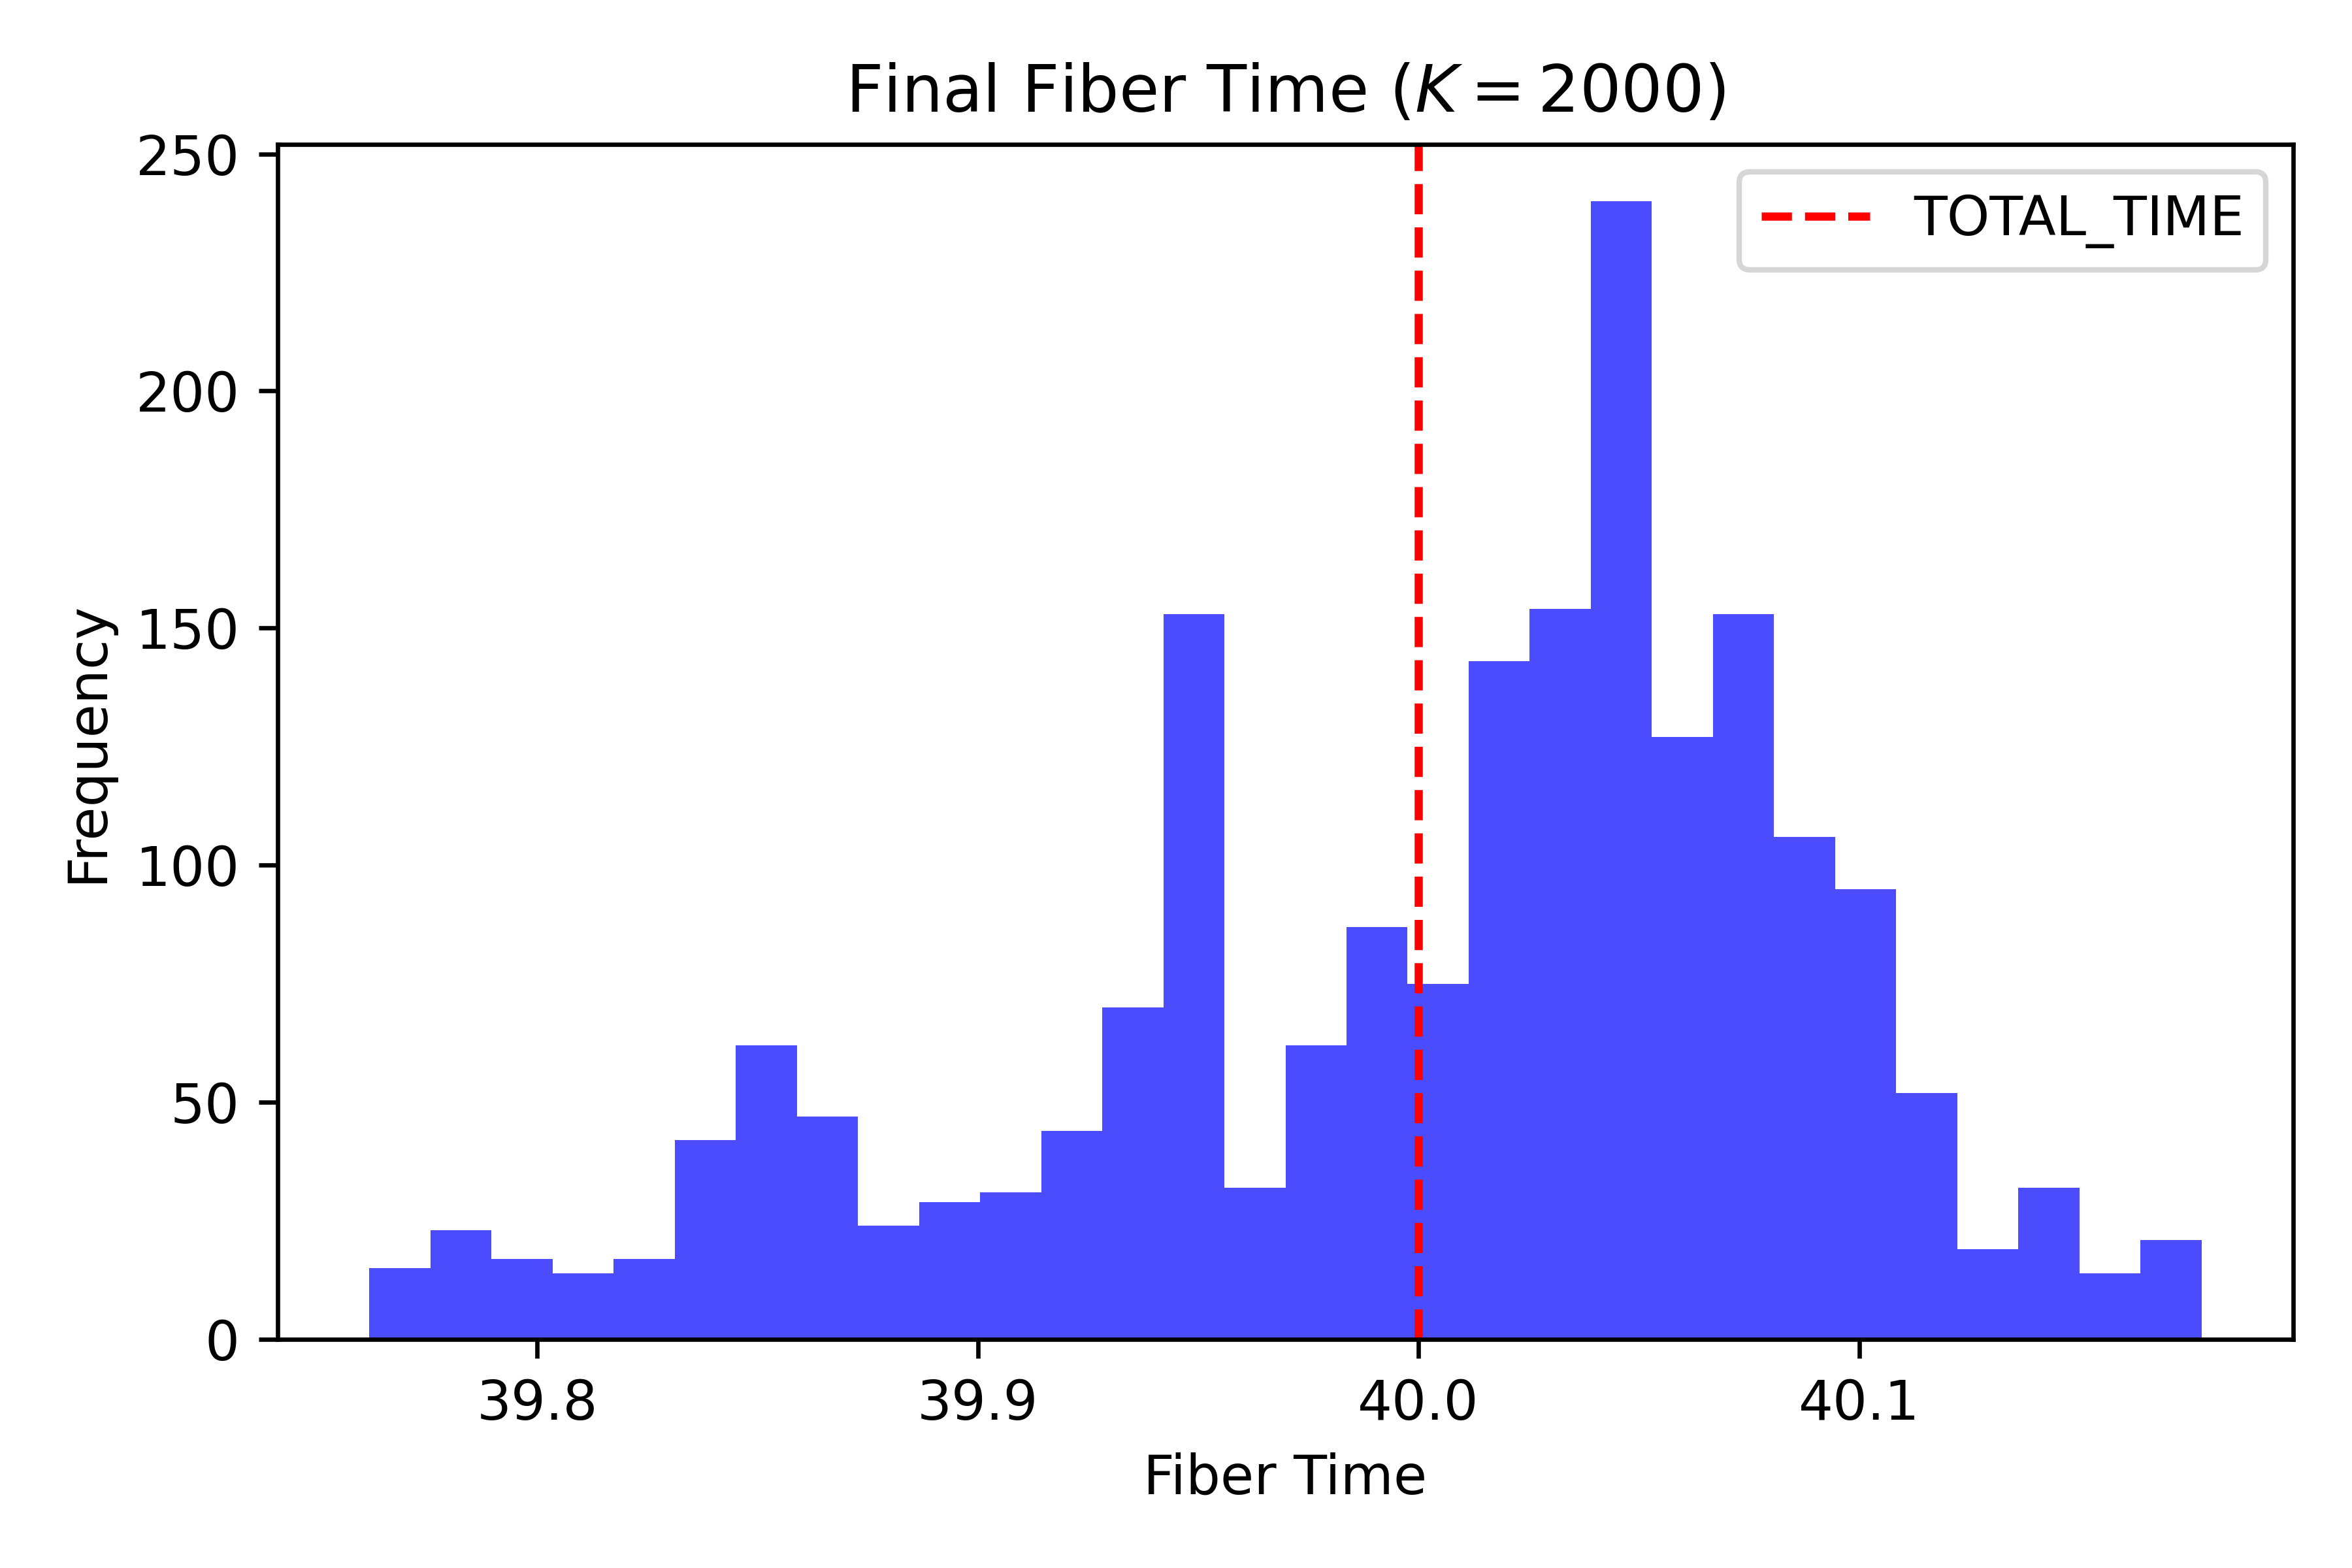 Final Fiber Time (K = 2000)
TOTAL_TIME
Frequency
250
200
150
100
50
0
39.8 39.9 40.0 40.1
Fiber Time